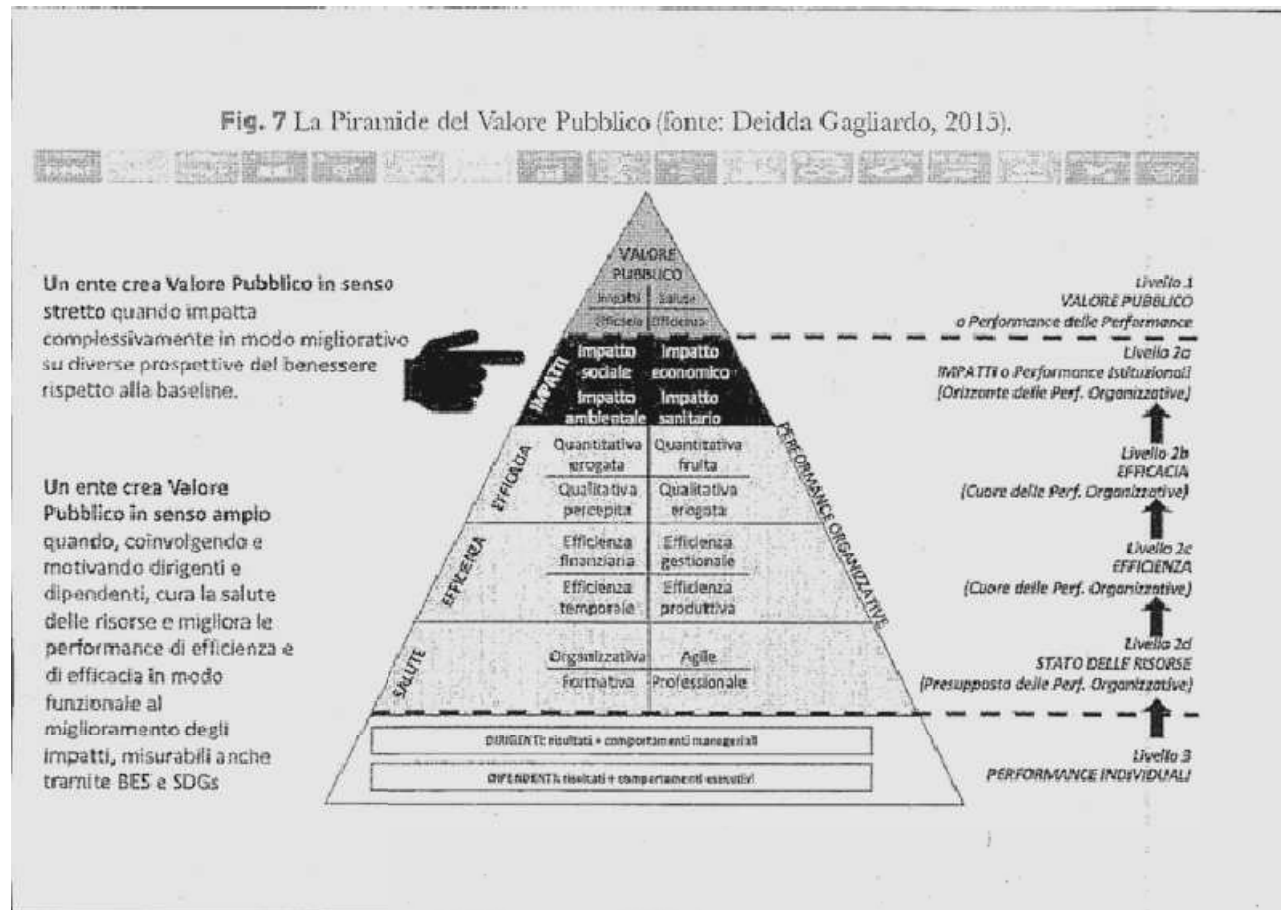 Fig. 7 La Piramide del Valore Pubblico (fonte: Deidda Gagliardo, 2015).
Un ente crea Valore Pubblico in senso
stretto quando impatta
complessivamente in modo migliorativo
su diverse prospettive del benessere
rispetto alla baseline.
Un ente crea Valore
Pubblico in senso ampio
quando, coinvolgendo e
motivando dirigenti e
dipendenti, cura la salute
delle risorse e migliora le
performance di efficienza e
di efficacia in modo
funzionale al
miglioramento degli
impatti, misurabili anche
tramite BES e SDGs
VALORE
PUBBLICO
Impatti Salute
Efficacia Efficienza
IMPATTI
Impatto sociale
Impatto economico
Impatto ambientale
Impatto sanitario
EFFICACIA
Quantitativa erogata
Quantitativa fruita
Qualitativa percepita
Qualitativa erogata
EFFICIENZA
Efficienza finanziaria
Efficienza gestionale
Efficienza temporale
Efficienza produttiva
SALUTE
Organizzativa Agile
Formativa Professionale
PERFORMANCE ORGANIZZATIVE
DIRIGENTI: risultati + comportamenti manageriali
DIPENDENTI: risultati + comportamenti esecutivi
Livello 1
VALORE PUBBLICO
o Performance delle Performance
Livello 2a
IMPATTI o Performance Istituzionali
(Orizzonte delle Perf. Organizzative)
Livello 2b
EFFICACIA
(Cuore delle Perf. Organizzative)
Livello 2c
EFFICIENZA
(Cuore delle Perf. Organizzative)
Livello 2d
STATO DELLE RISORSE
(Presupposto delle Perf. Organizzative)
Livello 3
PERFORMANCE INDIVIDUALI